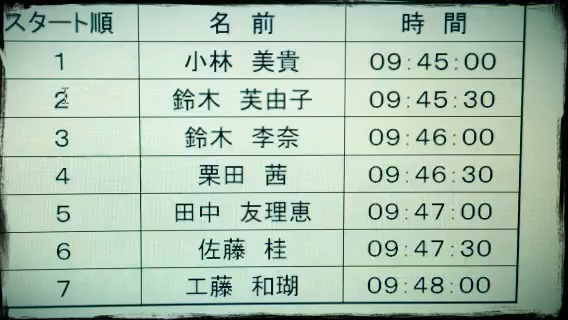 スタート順 名 前 時 間
1 小林 美貴 09:45:00
2 鈴木 芙由子 09:45:30
3 鈴木 李奈 09:46:00
4 栗田 茜 09:46:30
5 田中 友理恵 09:47:00
6 佐藤 桂 09:47:30
7 工藤 和瑚 09:48:00